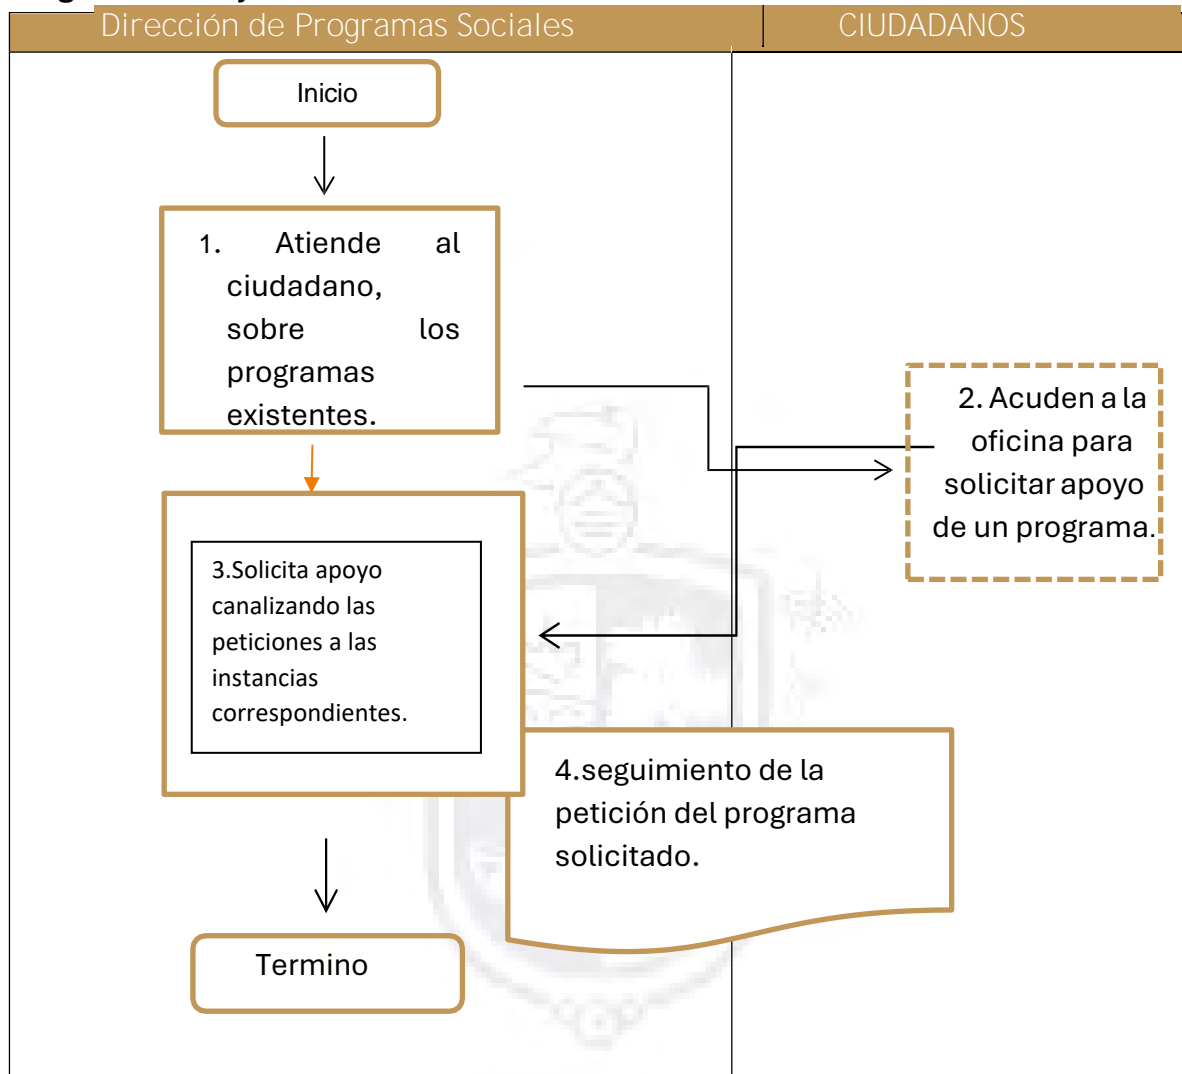 Dirección de Programas Sociales
CIUDADANOS
Inicio
1. Atiende al
ciudadano,
sobre los
programas
existentes.
2. Acuden a la
oficina para
solicitar apoyo
de un programa.
3.Solicita apoyo
canalizando las
peticiones a las
instancias
correspondientes.
4.seguimiento de la
petición del programa
solicitado.
Termino